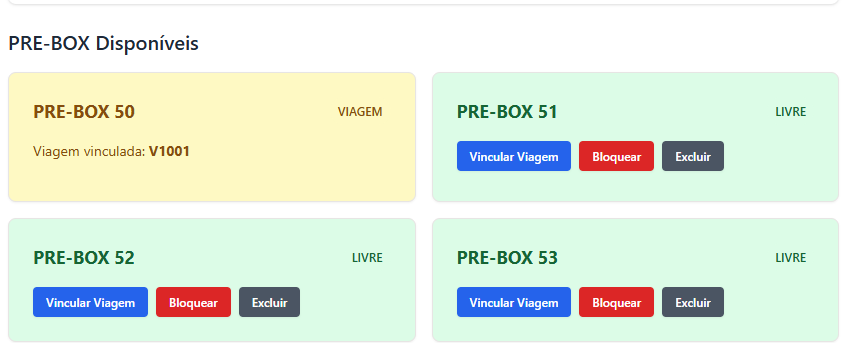 PRE-BOX Disponíveis
PRE-BOX 50 VIAGEM
Viagem vinculada: V1001
PRE-BOX 51 LIVRE
Vincular Viagem Bloquear Excluir
PRE-BOX 52 LIVRE
Vincular Viagem Bloquear Excluir
PRE-BOX 53 LIVRE
Vincular Viagem Bloquear Excluir